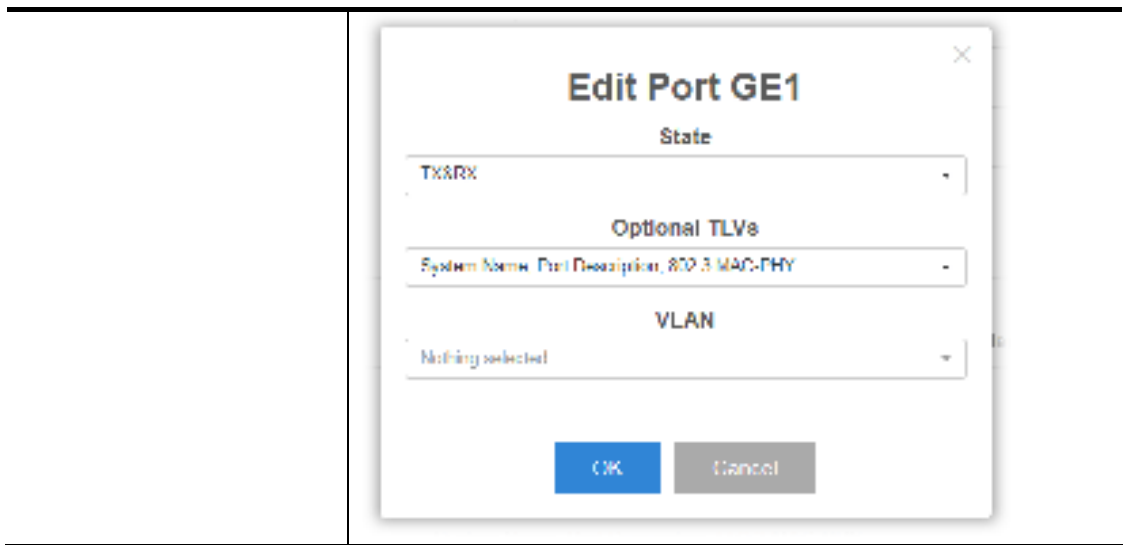 Edit Port GE1
State
TX&RX
Optional TLVs
System Name, Port Description, 802.3 MAC-PHY
VLAN
Nothing selected
OK
Cancel